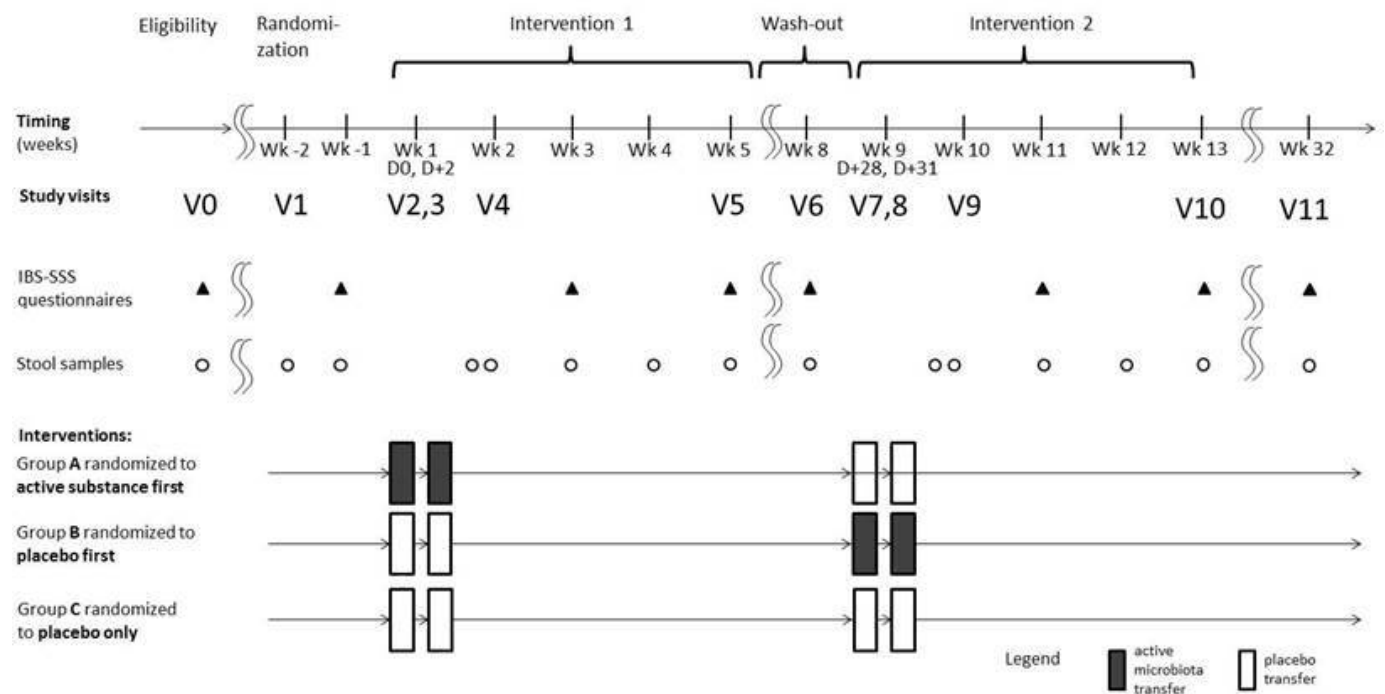 Eligibility Randomi- Intervention 1 Wash-out Intervention 2
zation
Timing
(weeks)
Wk -2 Wk -1 Wk 1 Wk 2 Wk 3 Wk 4 Wk 5 Wk 8 Wk 9 Wk 10 Wk 11 Wk 12 Wk 13 Wk 32
D0, D+2 D+28, D+31
Study visits V0 V1 V2,3 V4 V5 V6 V7,8 V9 V10 V11
IBS-SSS
questionnaires
Stool samples
Interventions:
Group A randomized to
active substance first
Group B randomized to
placebo first
Group C randomized
to placebo only
Legend
active
microbiota
transfer
placebo
transfer